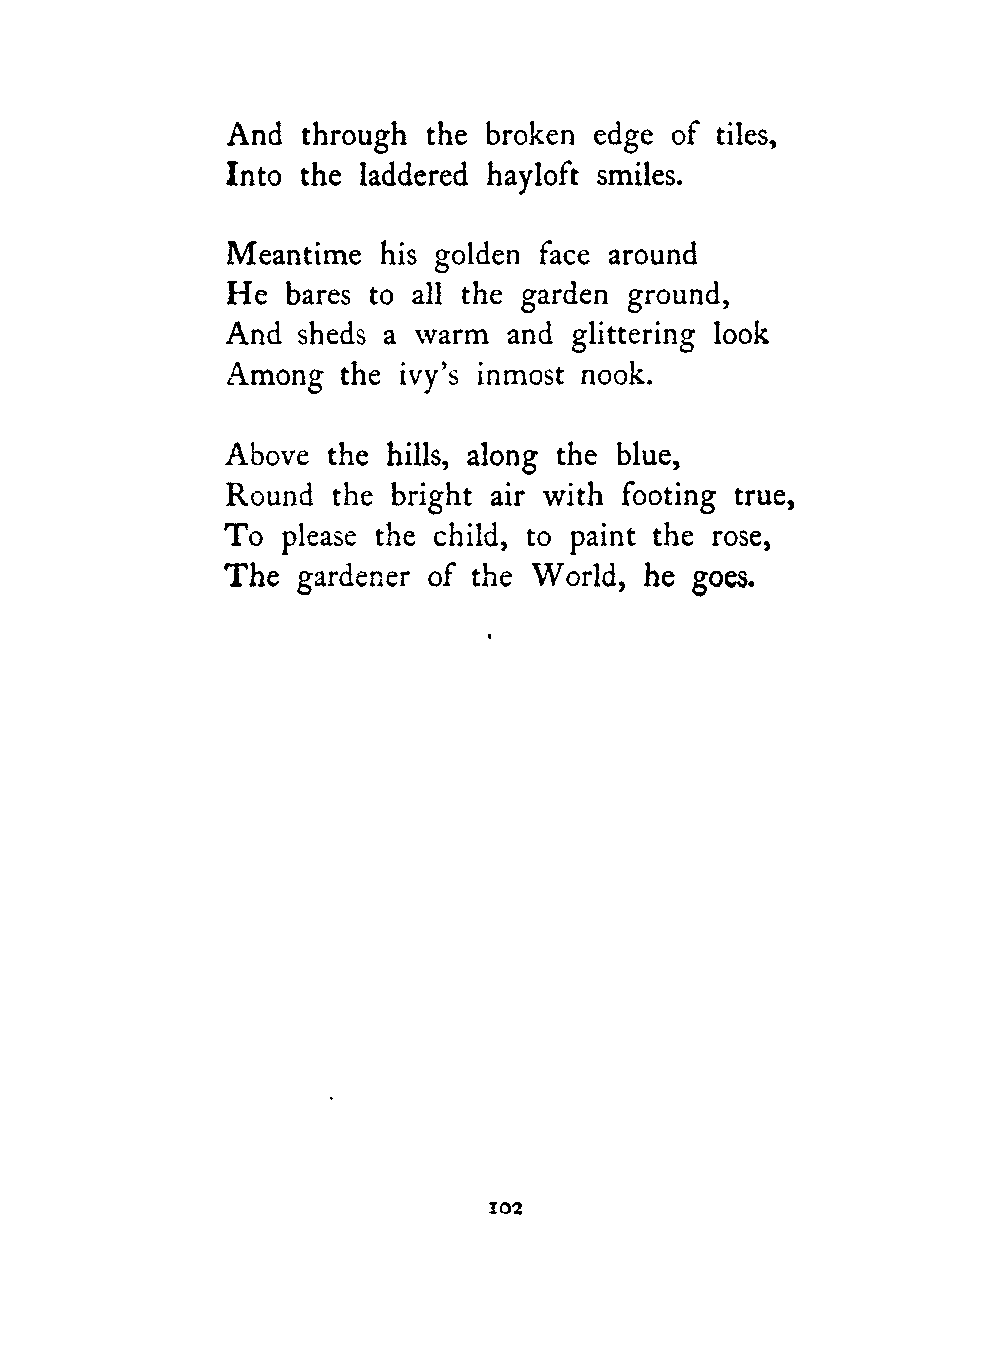 And through the broken edge of tiles,
Into the laddered hayloft smiles.

Meantime his golden face around
He bares to all the garden ground,
And sheds a warm and glittering look
Among the ivy's inmost nook.

Above the hills, along the blue,
Round the bright air with footing true,
To please the child, to paint the rose,
The gardener of the World, he goes.

102